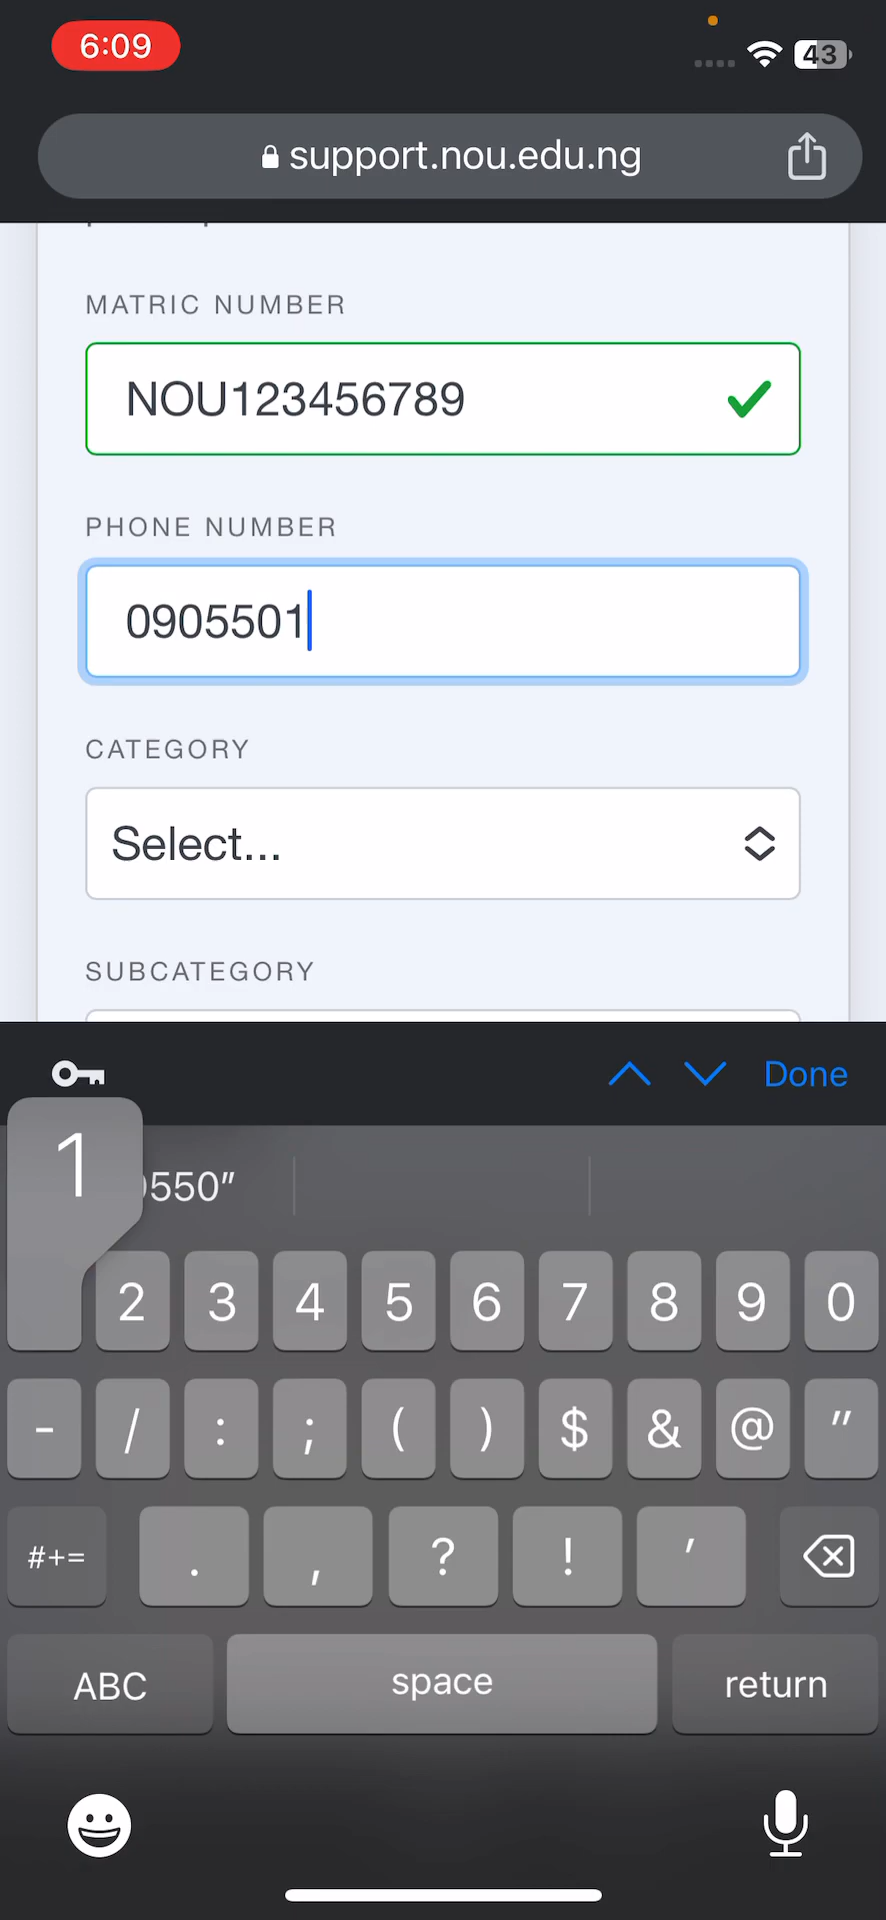 6:09
43
support.nou.edu.ng
MATRIC NUMBER
NOU123456789
PHONE NUMBER
0905501
CATEGORY
Select...
SUBCATEGORY
Done
1
550"
2 3 4 5 6 7 8 9 0
- / : ; ( ) $ & @ "
#+= . , ? ! '
ABC space return